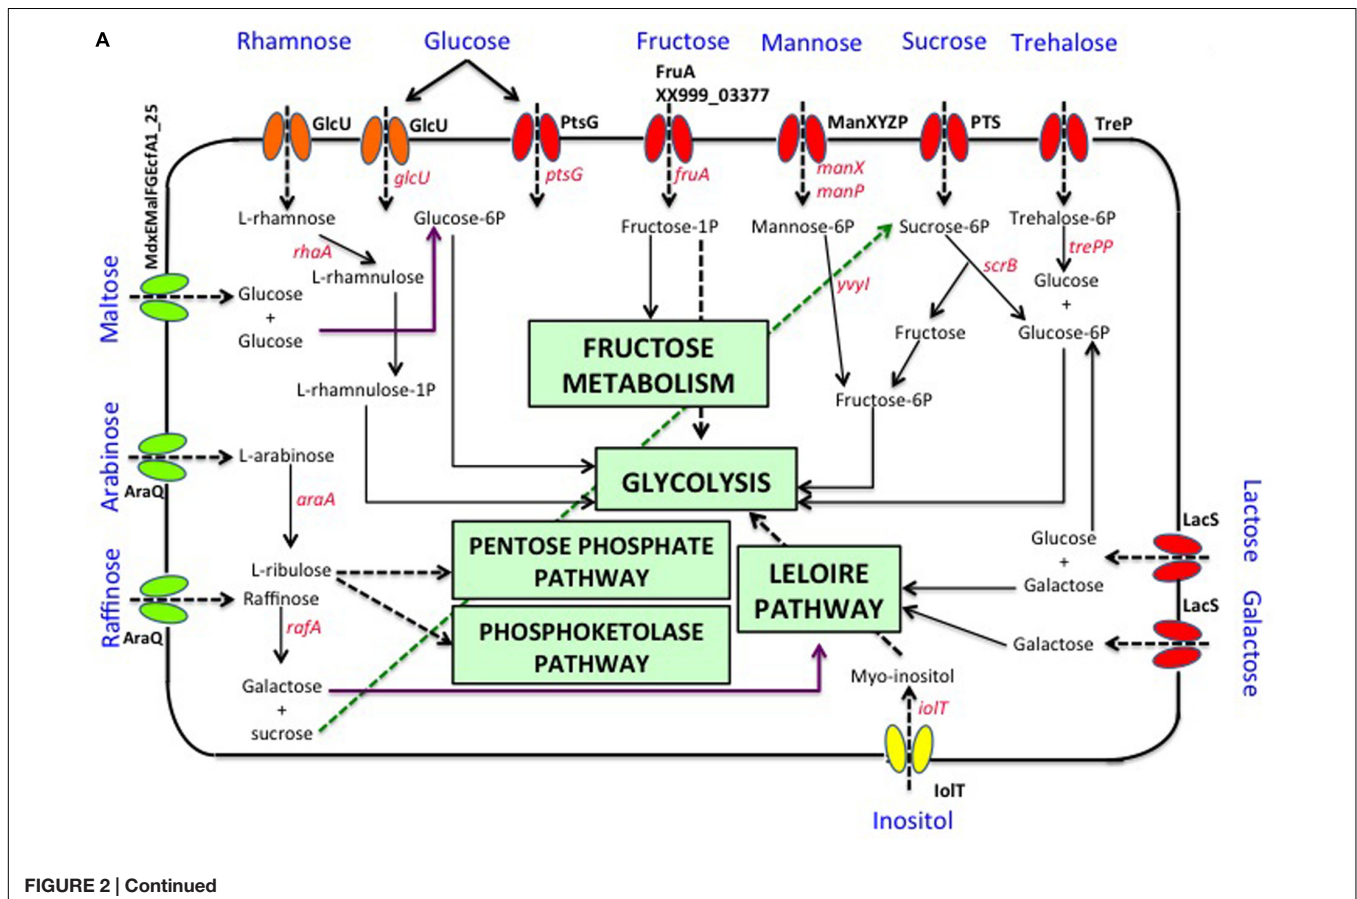 A
Rhamnose
Glucose
Fructose
Mannose
Sucrose
Trehalose
FruA
XX999_03377
MdxEMalFGEcfA1_25
GlcU
GlcU
PtsG
ManXYZP
PTS
TreP
glcU
ptsG
fruA
manX
manP
L-rhamnose
Glucose-6P
Fructose-1P
Mannose-6P
Sucrose-6P
Trehalose-6P
rhaA
trePP
L-rhamnulose
scrB
Glucose
+
Glucose-6P
yvyI
Maltose
Glucose
+
Glucose
Fructose
FRUCTOSE
METABOLISM
L-rhamnulose-1P
Fructose-6P
Arabinose
L-arabinose
AraQ
araA
GLYCOLYSIS
PENTOSE PHOSPHATE
PATHWAY
LELOIRE
PATHWAY
Glucose
+
Galactose
LacS
Lactose
Raffinose
L-ribulose
Raffinose
AraQ
rafA
PHOSPHOKETOLASE
PATHWAY
Galactose
LacS
Galactose
Galactose
+
sucrose
Myo-inositol
iolT
IolT
Inositol
FIGURE 2 | Continued